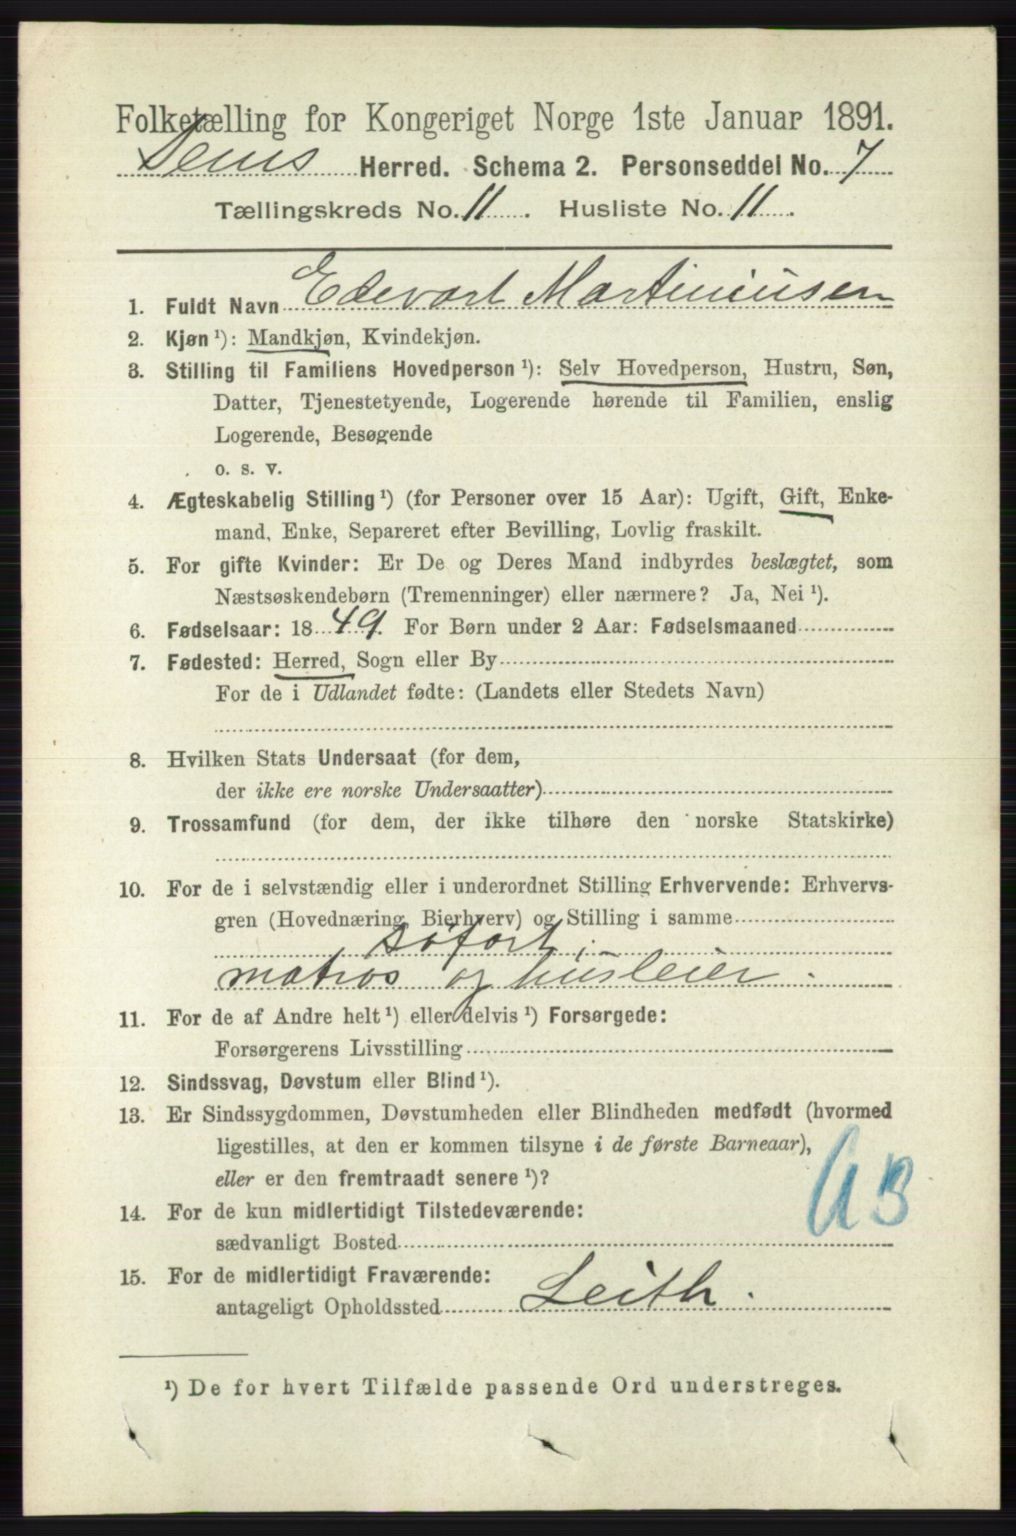 Folketælling for Kongeriget Norge 1ste Januar 1891.
Sems Herred. Schema 2. Personseddel No. 7
Tællingskreds No. 11. Husliste No. 11.
1. Fuldt Navn Edevart Martiniusen
2. Kjøn ¹): Mandkjøn, Kvindekjøn.
3. Stilling til Familiens Hovedperson ¹): Selv Hovedperson, Hustru, Søn,
Datter, Tjenestetyende, Logerende hørende til Familien, enslig
Logerende, Besøgende
o. s. v.
4. Ægteskabelig Stilling ¹) (for Personer over 15 Aar): Ugift, Gift, Enke-
mand, Enke, Separeret efter Bevilling, Lovlig fraskilt.
5. For gifte Kvinder: Er De og Deres Mand indbyrdes beslægtet, som
Næstsøskendebørn (Tremenninger) eller nærmere? Ja, Nei ¹).
6. Fødselsaar: 1849. For Børn under 2 Aar: Fødselsmaaned
7. Fødested: Herred, Sogn eller By
For de i Udlandet fødte: (Landets eller Stedets Navn)
8. Hvilken Stats Undersaat (for dem,
der ikke ere norske Undersaatter)
9. Trossamfund (for dem, der ikke tilhøre den norske Statskirke)
10. For de i selvstændig eller i underordnet Stilling Erhvervende: Erhvervs-
gren (Hovednæring, Bierhverv) og Stilling i samme
søfart,
matros og husleier.
11. For de af Andre helt ¹) eller delvis ¹) Forsørgede:
Forsørgerens Livsstilling
12. Sindssvag, Døvstum eller Blind ¹).
13. Er Sindssygdommen, Døvstumheden eller Blindheden medfødt (hvormed
ligestilles, at den er kommen tilsyne i de første Barneaar),
eller er den fremtraadt senere ¹)?
14. For de kun midlertidigt Tilstedeværende:
sædvanligt Bosted
15. For de midlertidigt Fraværende:
antageligt Opholdssted Leith.
¹) De for hvert Tilfælde passende Ord understreges.